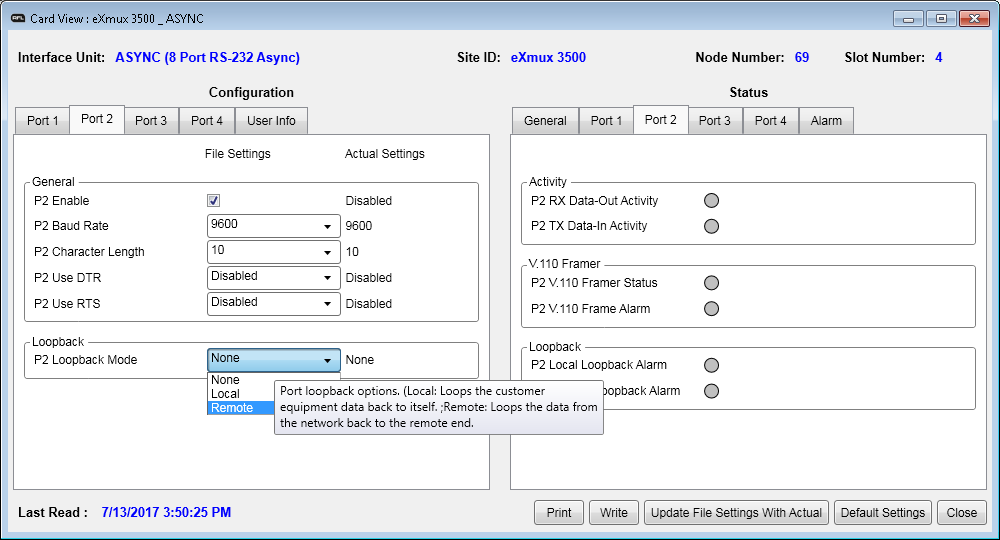 AFL Card View : eXmux 3500 _ ASYNC
Interface Unit: ASYNC (8 Port RS-232 Async) Site ID: eXmux 3500 Node Number: 69 Slot Number: 4
Configuration
Port 1 Port 2 Port 3 Port 4 User Info
File Settings Actual Settings
General
P2 Enable Disabled
P2 Baud Rate 9600 9600
P2 Character Length 10 10
P2 Use DTR Disabled Disabled
P2 Use RTS Disabled Disabled
Loopback
P2 Loopback Mode None None
None
Local
Remote
Port loopback options. (Local: Loops the customer
equipment data back to itself. ;Remote: Loops the data from
the network back to the remote end.
Status
General Port 1 Port 2 Port 3 Port 4 Alarm
Activity
P2 RX Data-Out Activity
P2 TX Data-In Activity
V.110 Framer
P2 V.110 Framer Status
P2 V.110 Frame Alarm
Loopback
P2 Local Loopback Alarm
opback Alarm
Last Read : 7/13/2017 3:50:25 PM
Print Write Update File Settings With Actual Default Settings Close